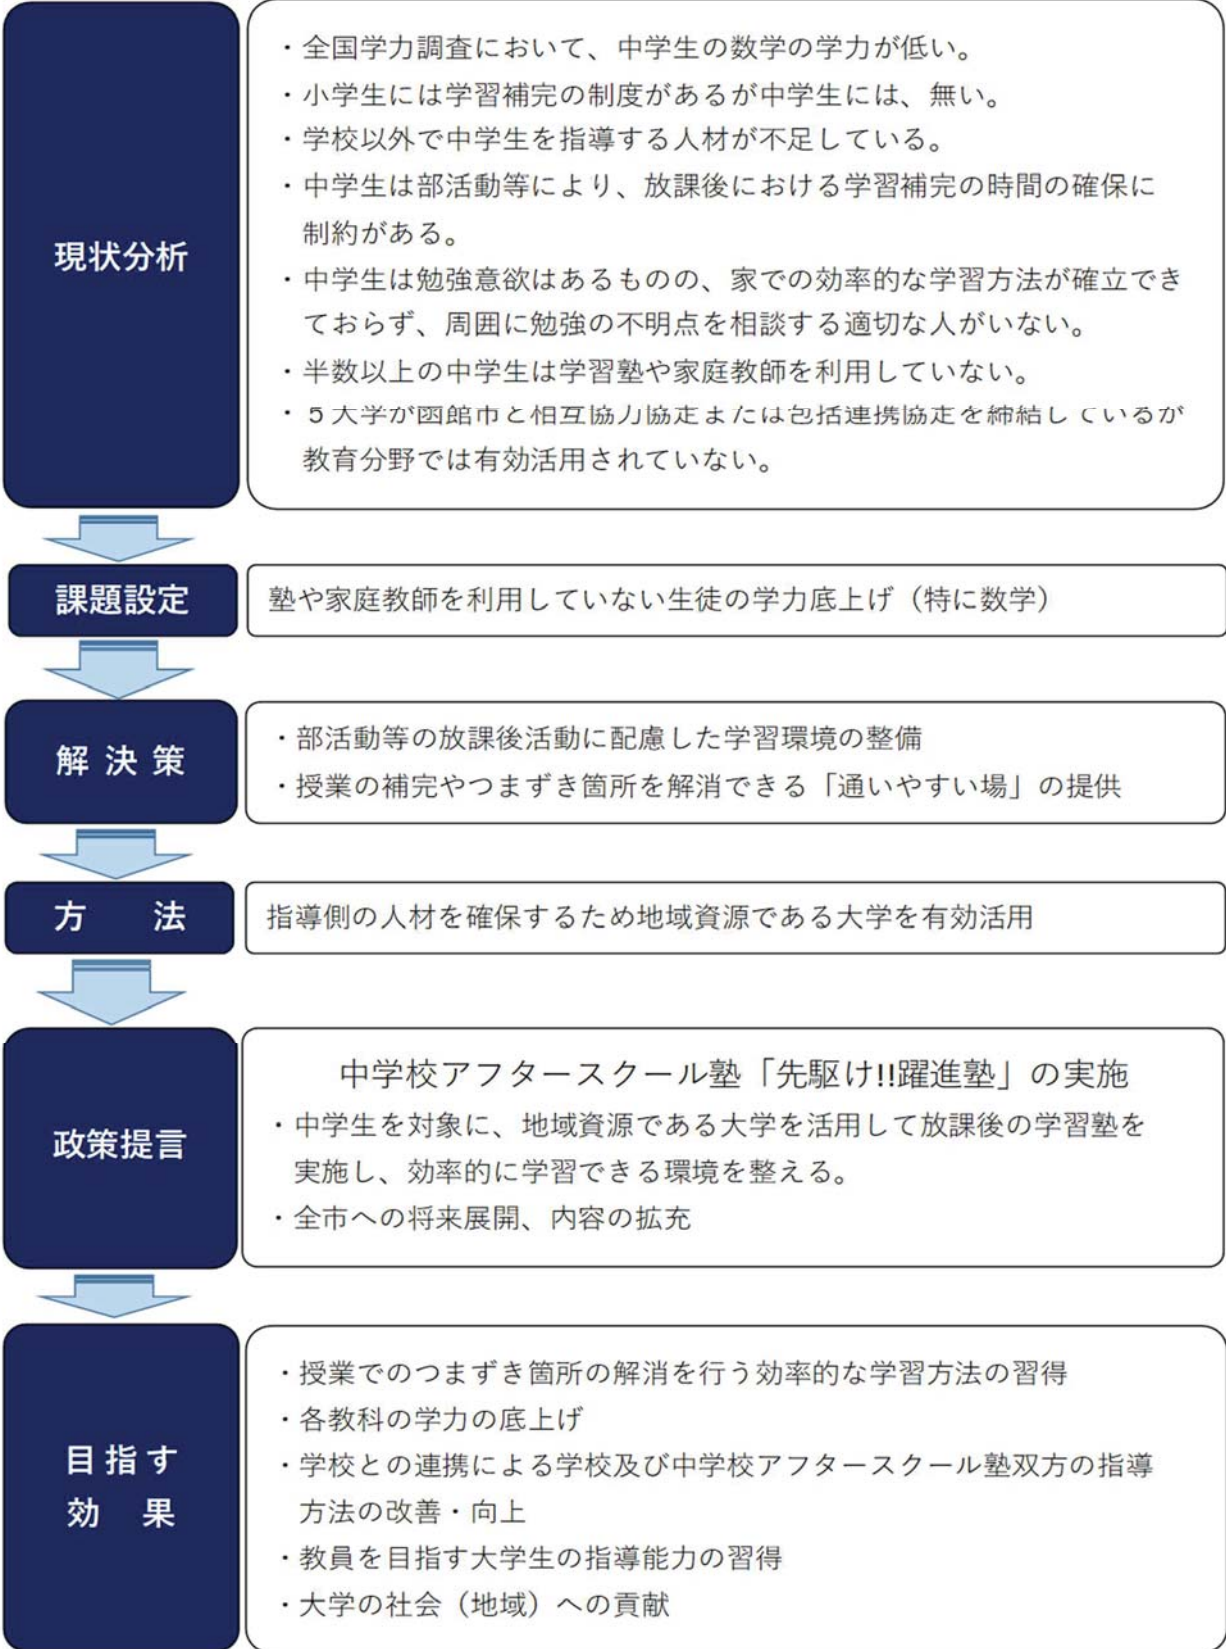 現状分析
・全国学力調査において、中学生の数学の学力が低い。
・小学生には学習補完の制度があるが中学生には、無い。
・学校以外で中学生を指導する人材が不足している。
・中学生は部活動等により、放課後における学習補完の時間の確保に
制約がある。
・中学生は勉強意欲はあるものの、家での効率的な学習方法が確立でき
ておらず、周囲に勉強の不明点を相談する適切な人がいない。
・半数以上の中学生は学習塾や家庭教師を利用していない。
・５大学が函館市と相互協力協定または包括連携協定を締結しているが
教育分野では有効活用されていない。
課題設定
塾や家庭教師を利用していない生徒の学力底上げ（特に数学）
解 決 策
・部活動等の放課後活動に配慮した学習環境の整備
・授業の補完やつまずき箇所を解消できる「通いやすい場」の提供
方　　法
指導側の人材を確保するため地域資源である大学を有効活用
政策提言
中学校アフタースクール塾「先駆け!!躍進塾」の実施
・中学生を対象に、地域資源である大学を活用して放課後の学習塾を
実施し、効率的に学習できる環境を整える。
・全市への将来展開、内容の拡充
目 指 す
効　果
・授業でのつまずき箇所の解消を行う効率的な学習方法の習得
・各教科の学力の底上げ
・学校との連携による学校及び中学校アフタースクール塾双方の指導
方法の改善・向上
・教員を目指す大学生の指導能力の習得
・大学の社会（地域）への貢献